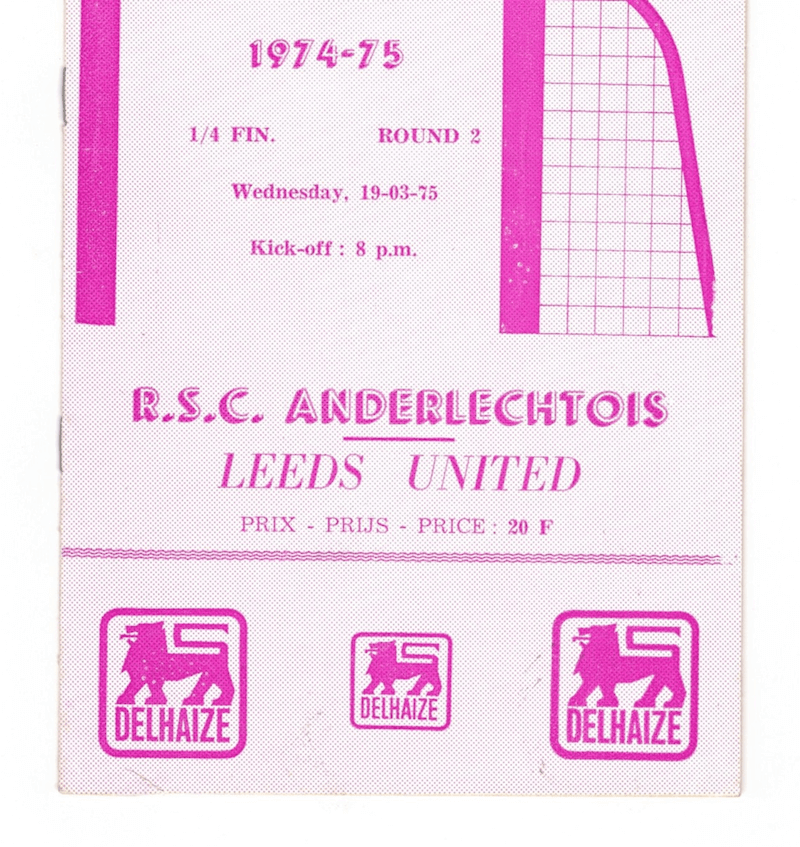 1974-75
1/4 FIN. ROUND 2
Wednesday, 19-03-75
Kick-off : 8 p.m.
R.S.C. ANDERLECHTOIS
LEEDS UNITED
PRIX - PRIJS - PRICE : 20 F
DELHAIZE DELHAIZE DELHAIZE